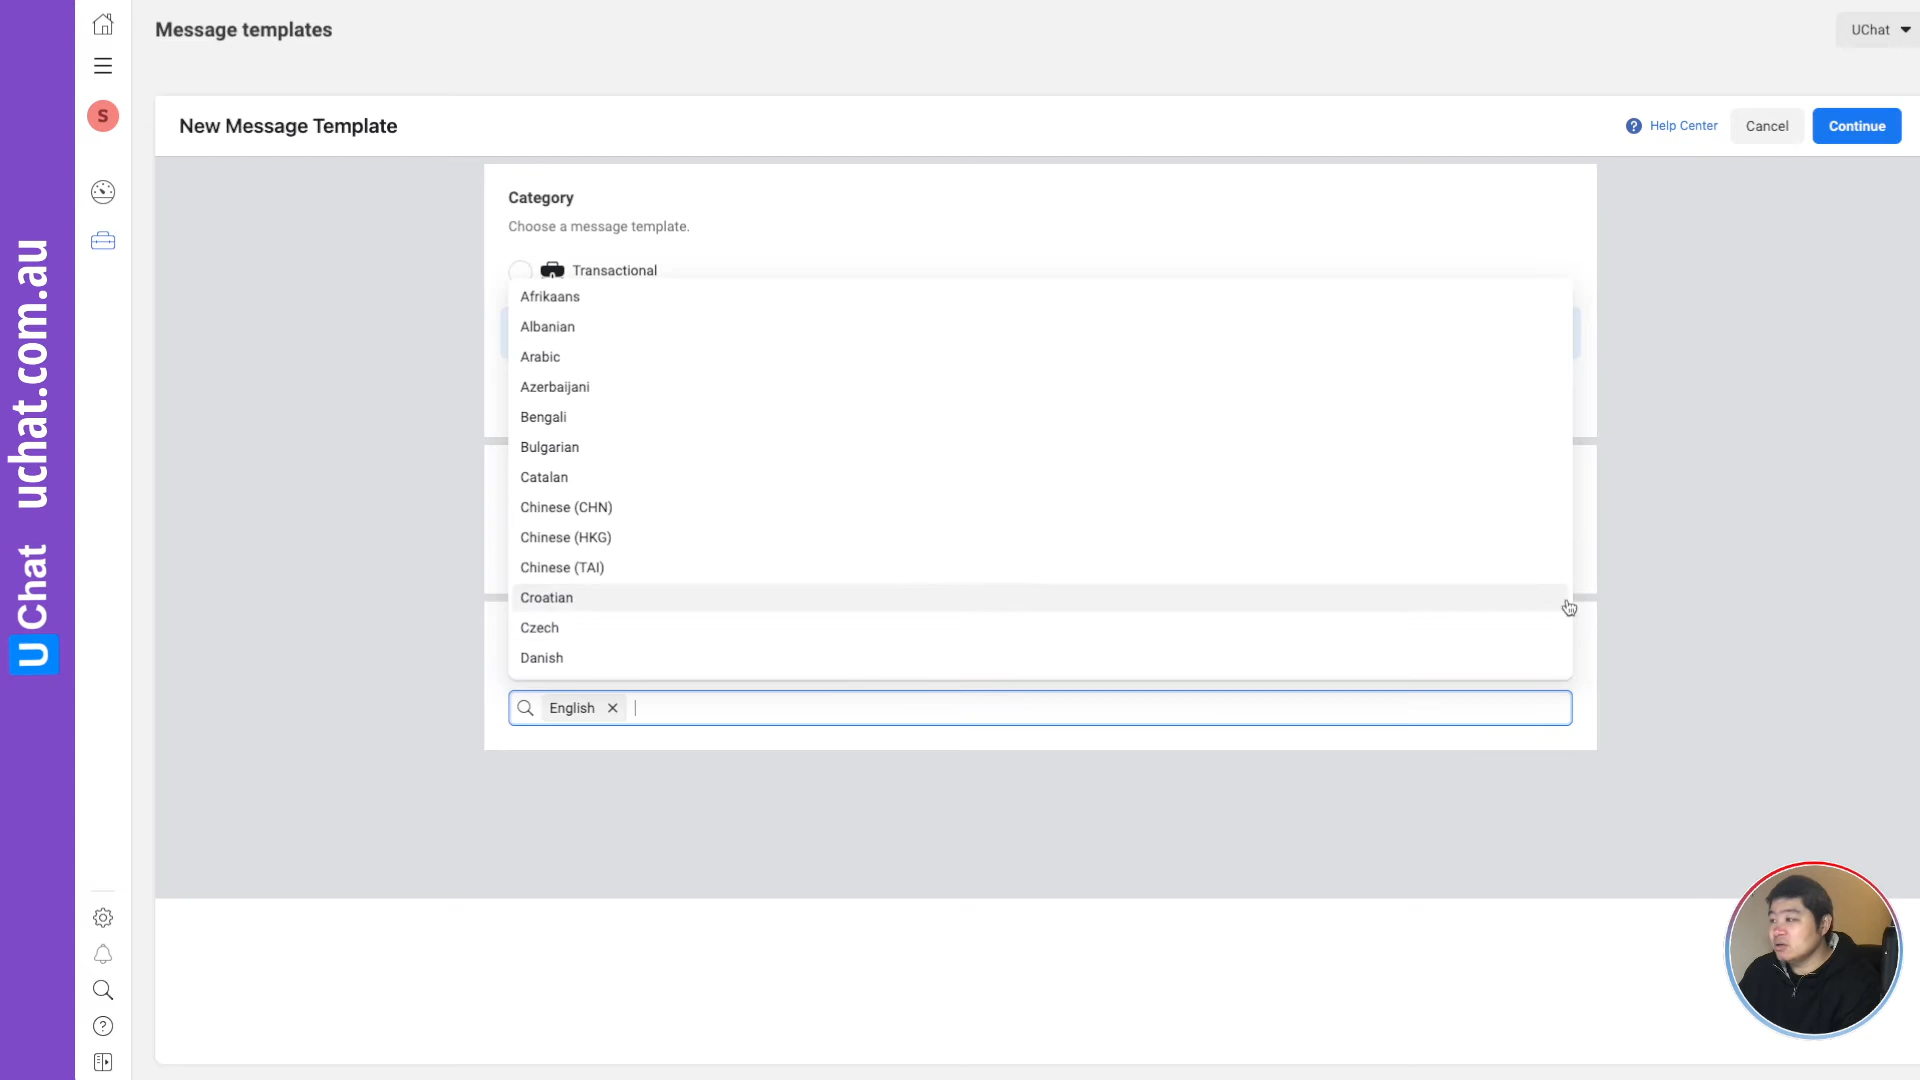 Message templates
UChat
S
New Message Template
Help Center
Cancel
Continue
Category
Choose a message template.
Transactional
Afrikaans
Albanian
Arabic
Azerbaijani
Bengali
Bulgarian
Catalan
Chinese (CHN)
Chinese (HKG)
Chinese (TAI)
Croatian
Czech
Danish
English
U Chat uchat.com.au